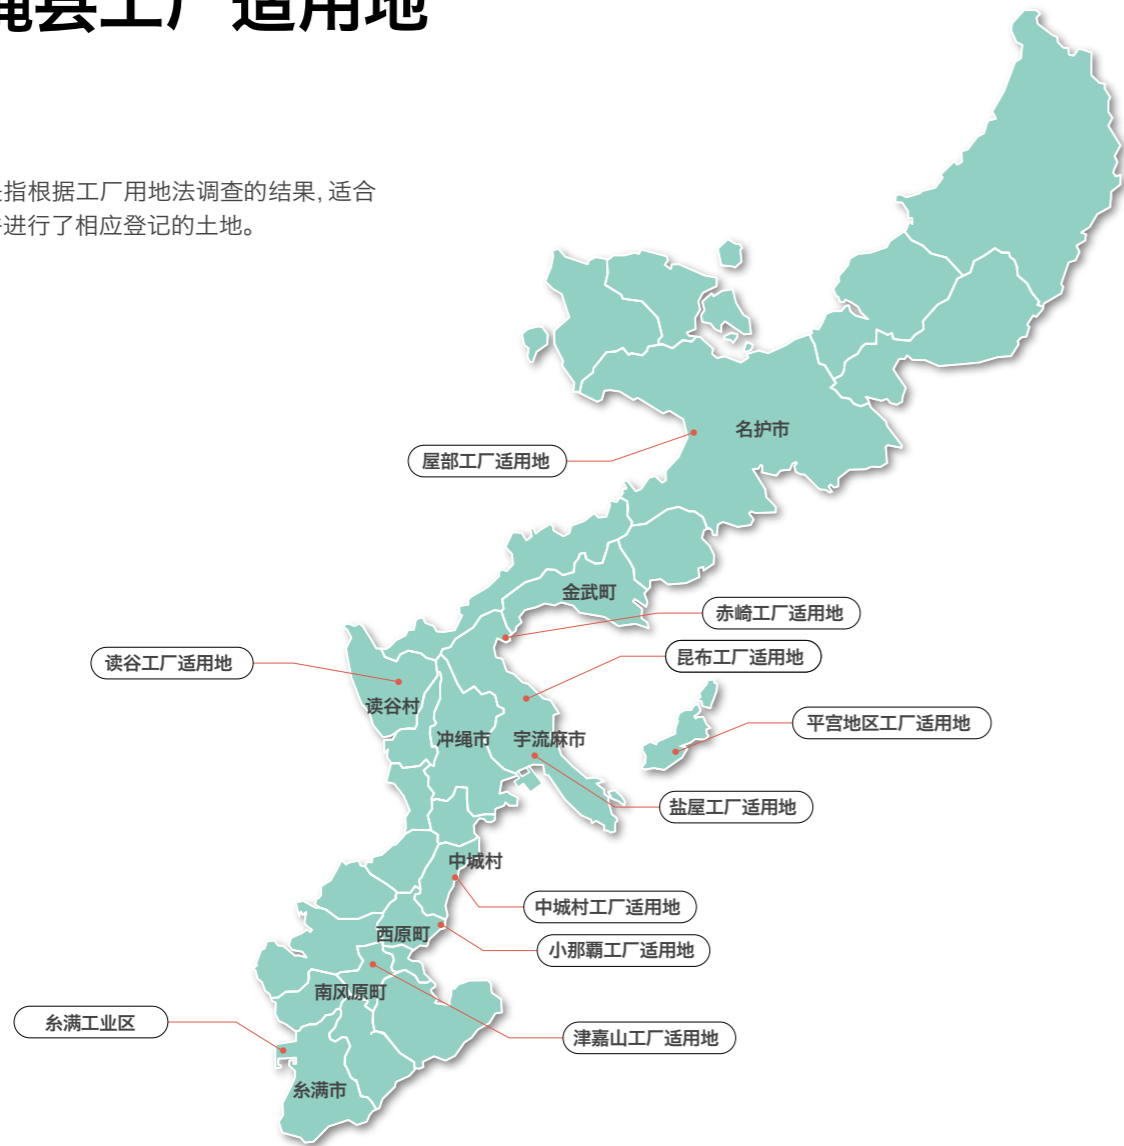 绳县工厂适用地
指根据工厂用地法调查的结果, 适合
进行了相应登记的土地。
名护市
屋部工厂适用地
金武町
赤崎工厂适用地
昆布工厂适用地
读谷工厂适用地
读谷村
平宫地区工厂适用地
冲绳市
宇流麻市
盐屋工厂适用地
中城村
中城村工厂适用地
西原町
小那霸工厂适用地
南风原町
糸满工业区
津嘉山工厂适用地
糸满市